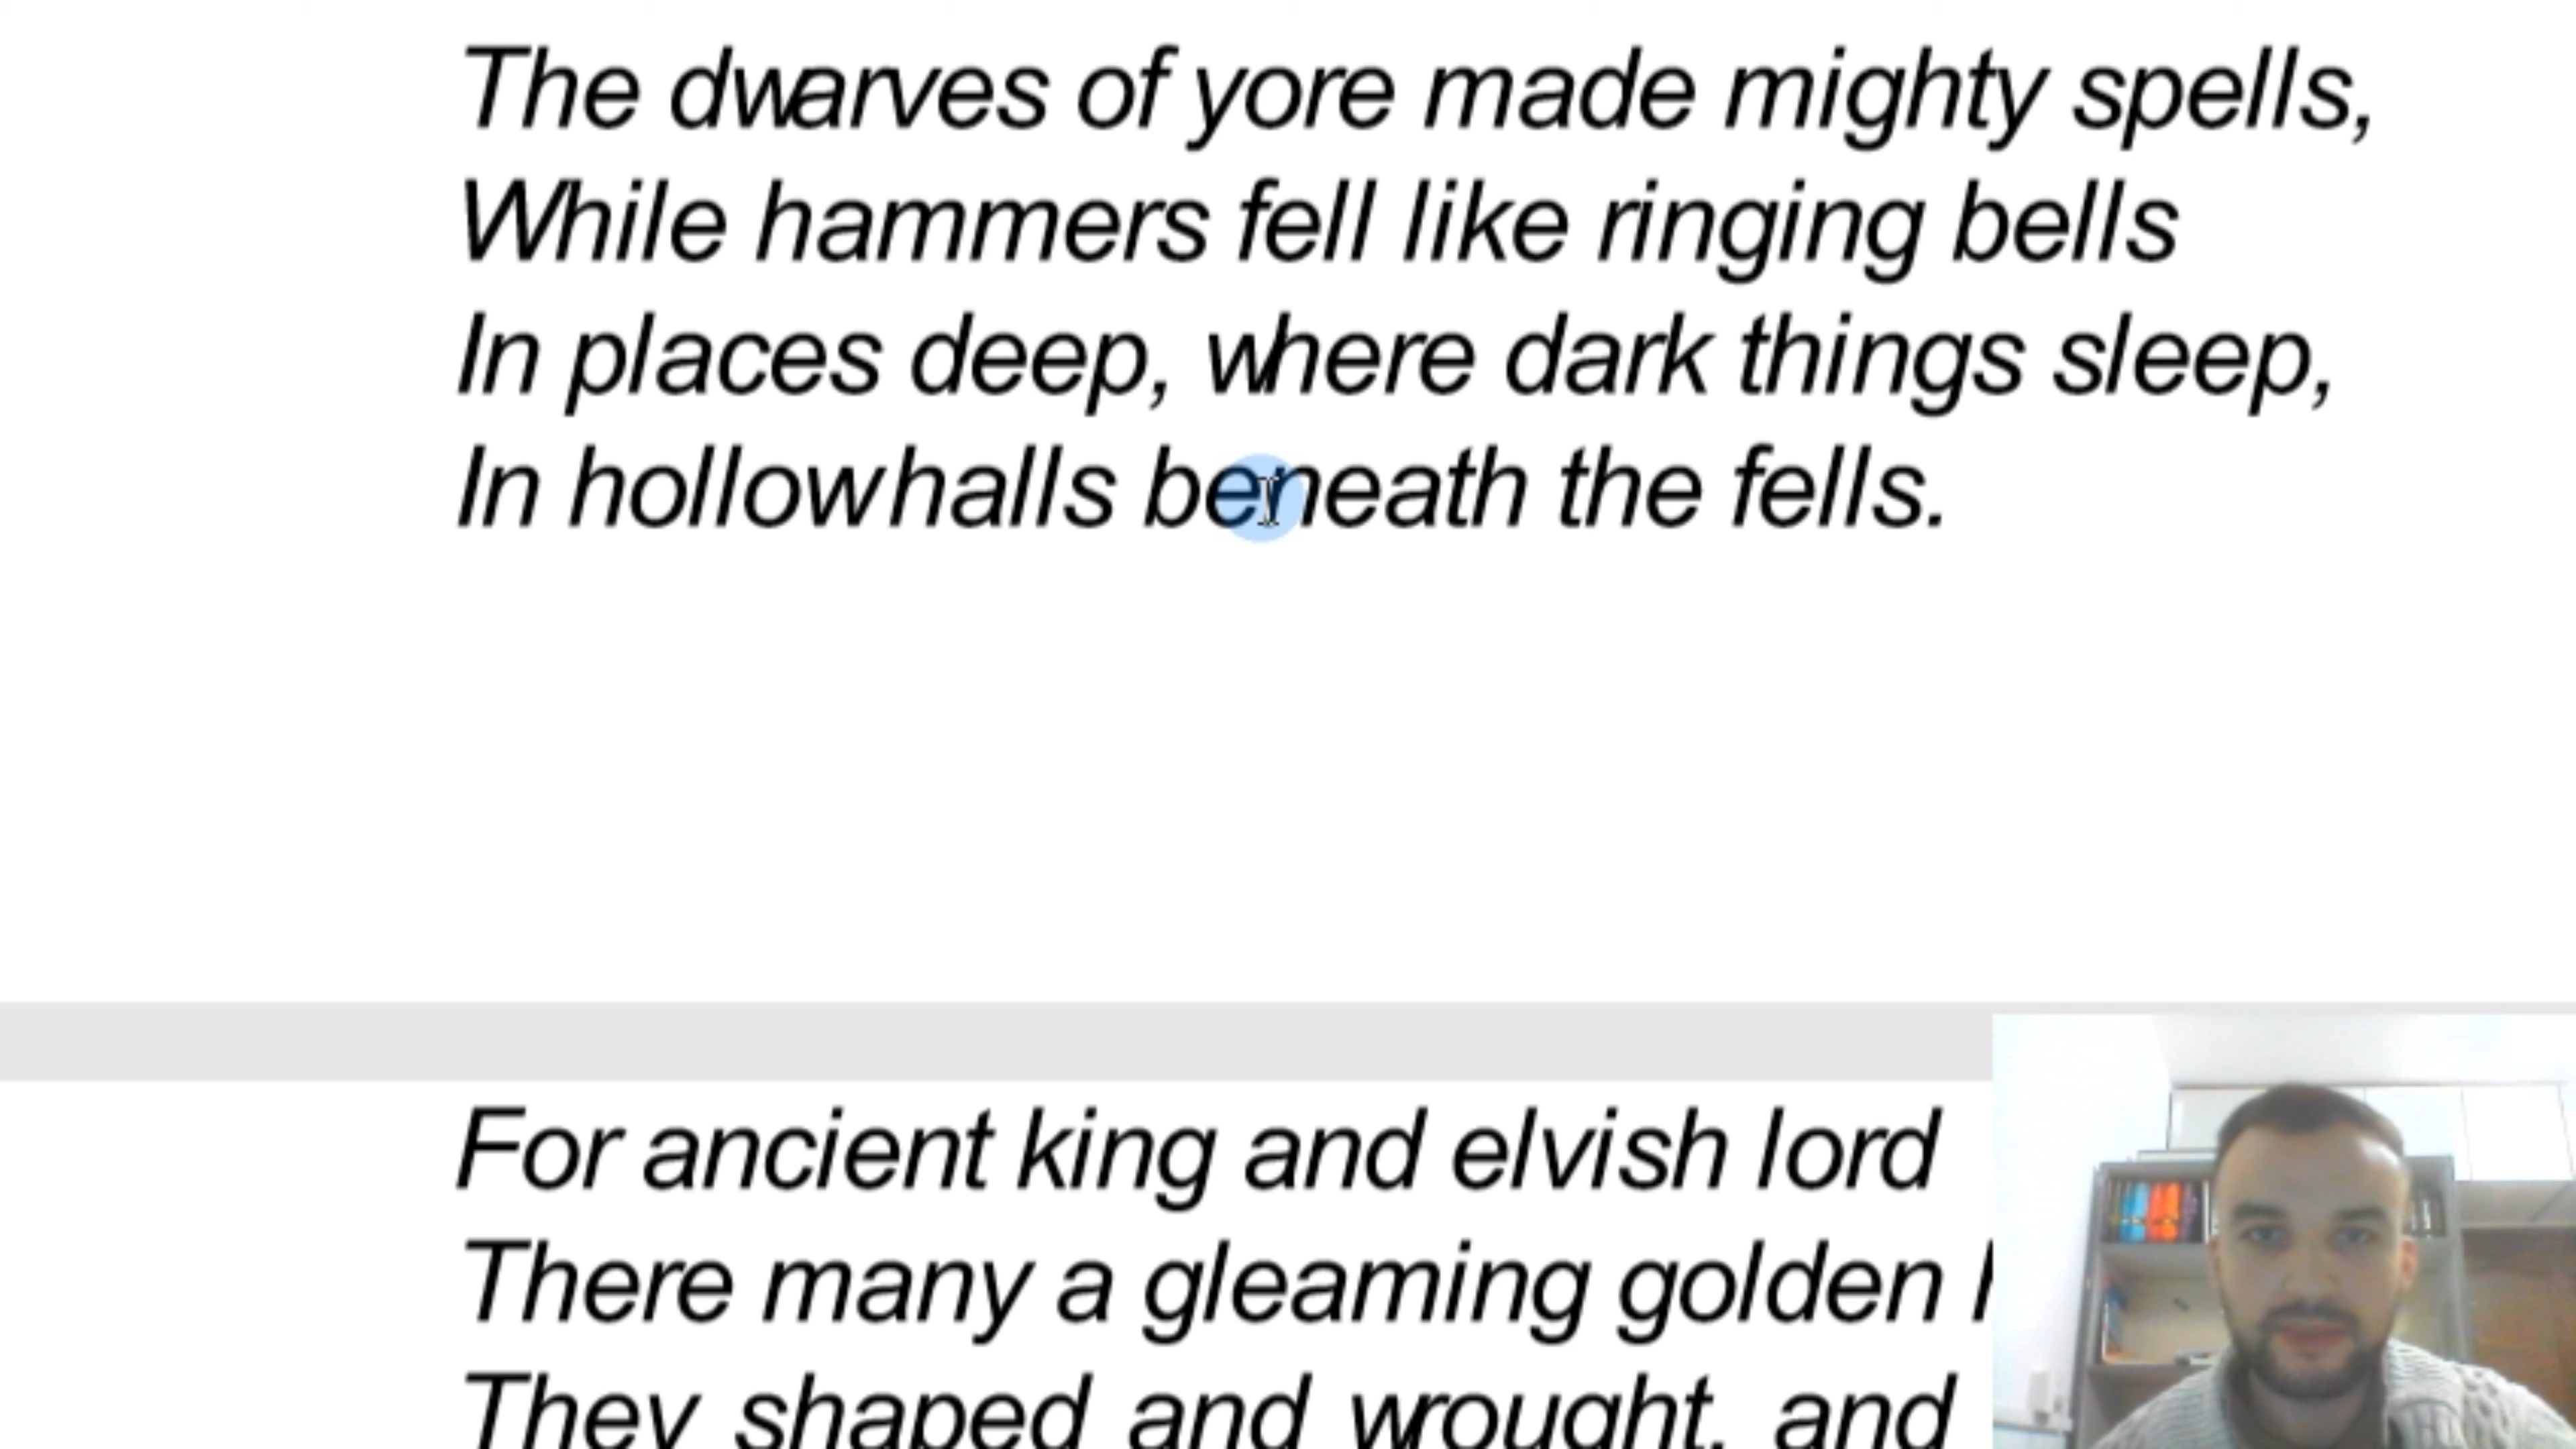 The dwarves of yore made mighty spells,
While hammers fell like ringing bells
In places deep, where dark things sleep,
In hollow halls beneath the fells.
For ancient king and elvish lord
There many a gleaming golden
They shaped and wrought, and